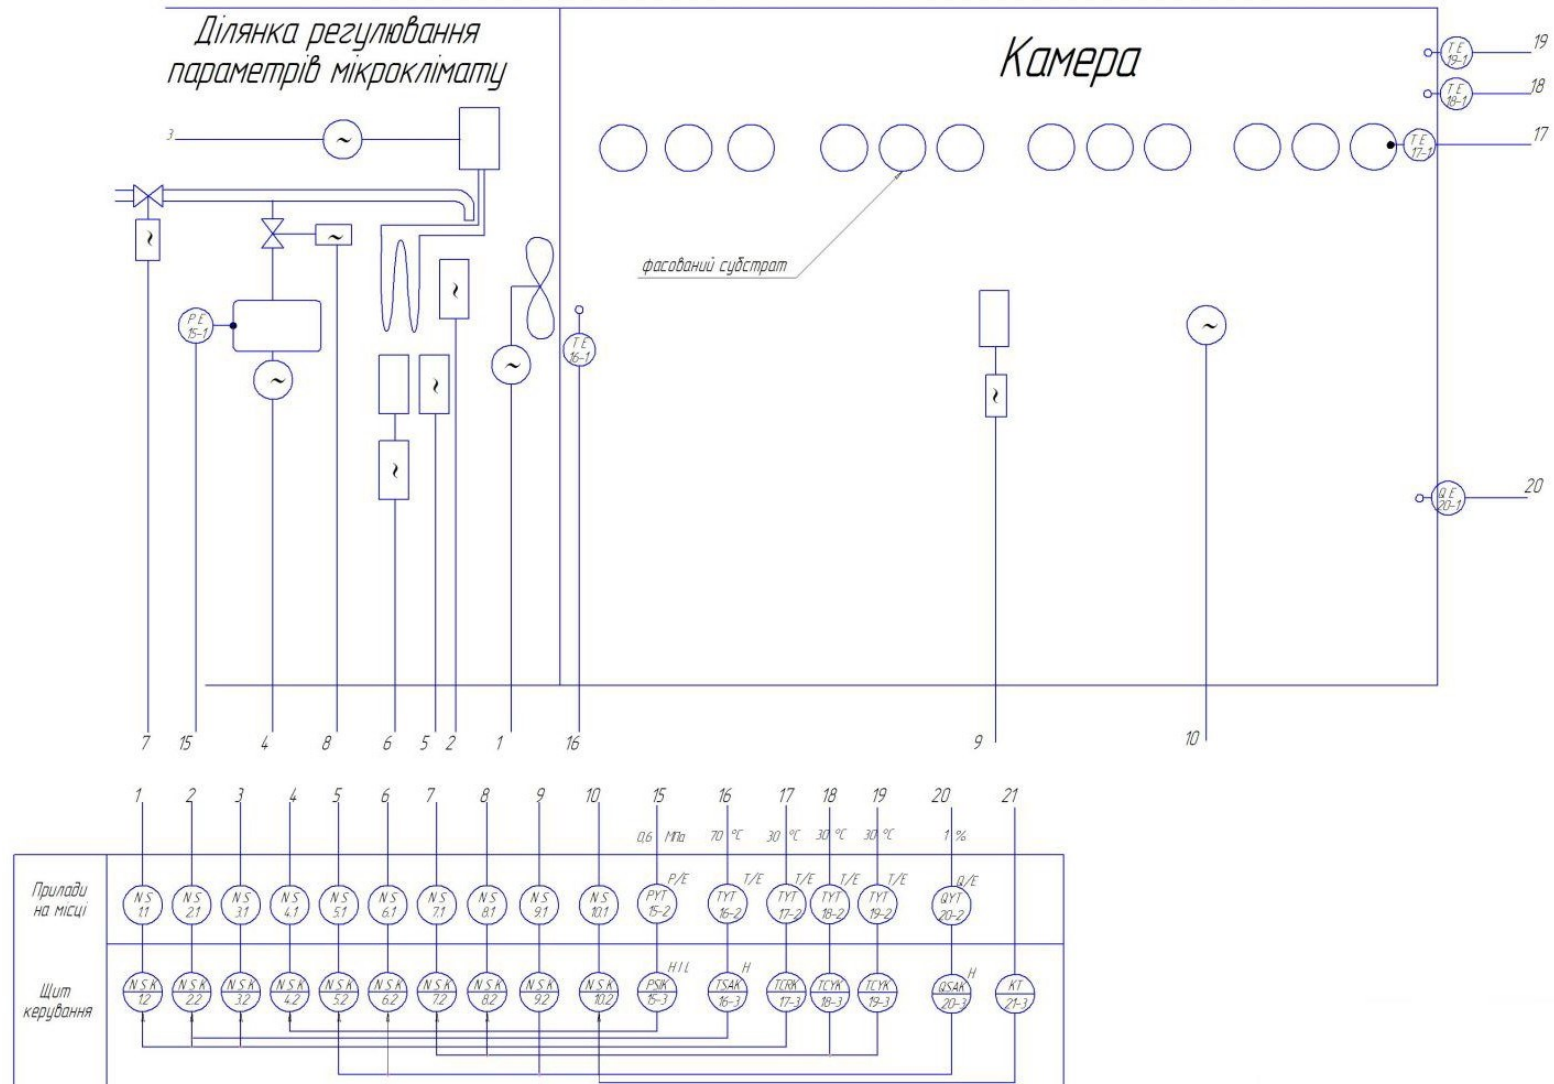 Ділянка регулювання
параметрів мікроклімату
Камера
TE
19-1
19
TE
18-1
18
TE
17-1
17
3
~
~
~
фасований субстрат
~
PE
15-1
~
~
~
~
~
TE
16-1
~
~
QE
20-1
20
7 15 4 8 6 5 2 1 16 9 10
1 2 3 4 5 6 7 8 9 10 15 16 17 18 19 20 21
0,6 МПа 70 °C 30 °C 30 °C 30 °C 1 %
Прилади
на місці
P/E T/E T/E T/E T/E Q/E
NS NS NS NS NS NS NS NS NS NS PYT TYT TYT TYT TYT QYT
1.1 2.1 3.1 4.1 5.1 6.1 7.1 8.1 9.1 10.1 15-2 16-2 17-2 18-2 19-2 20-2
Щит
керування
H I L H H
NSK NSK NSK NSK NSK NSK NSK NSK NSK NSK PSIK TSAK TCRK TCYK TCYK QSAK KT
1.2 2.2 3.2 4.2 5.2 6.2 7.2 8.2 9.2 10.2 15-3 16-3 17-3 18-3 19-3 20-3 21-3